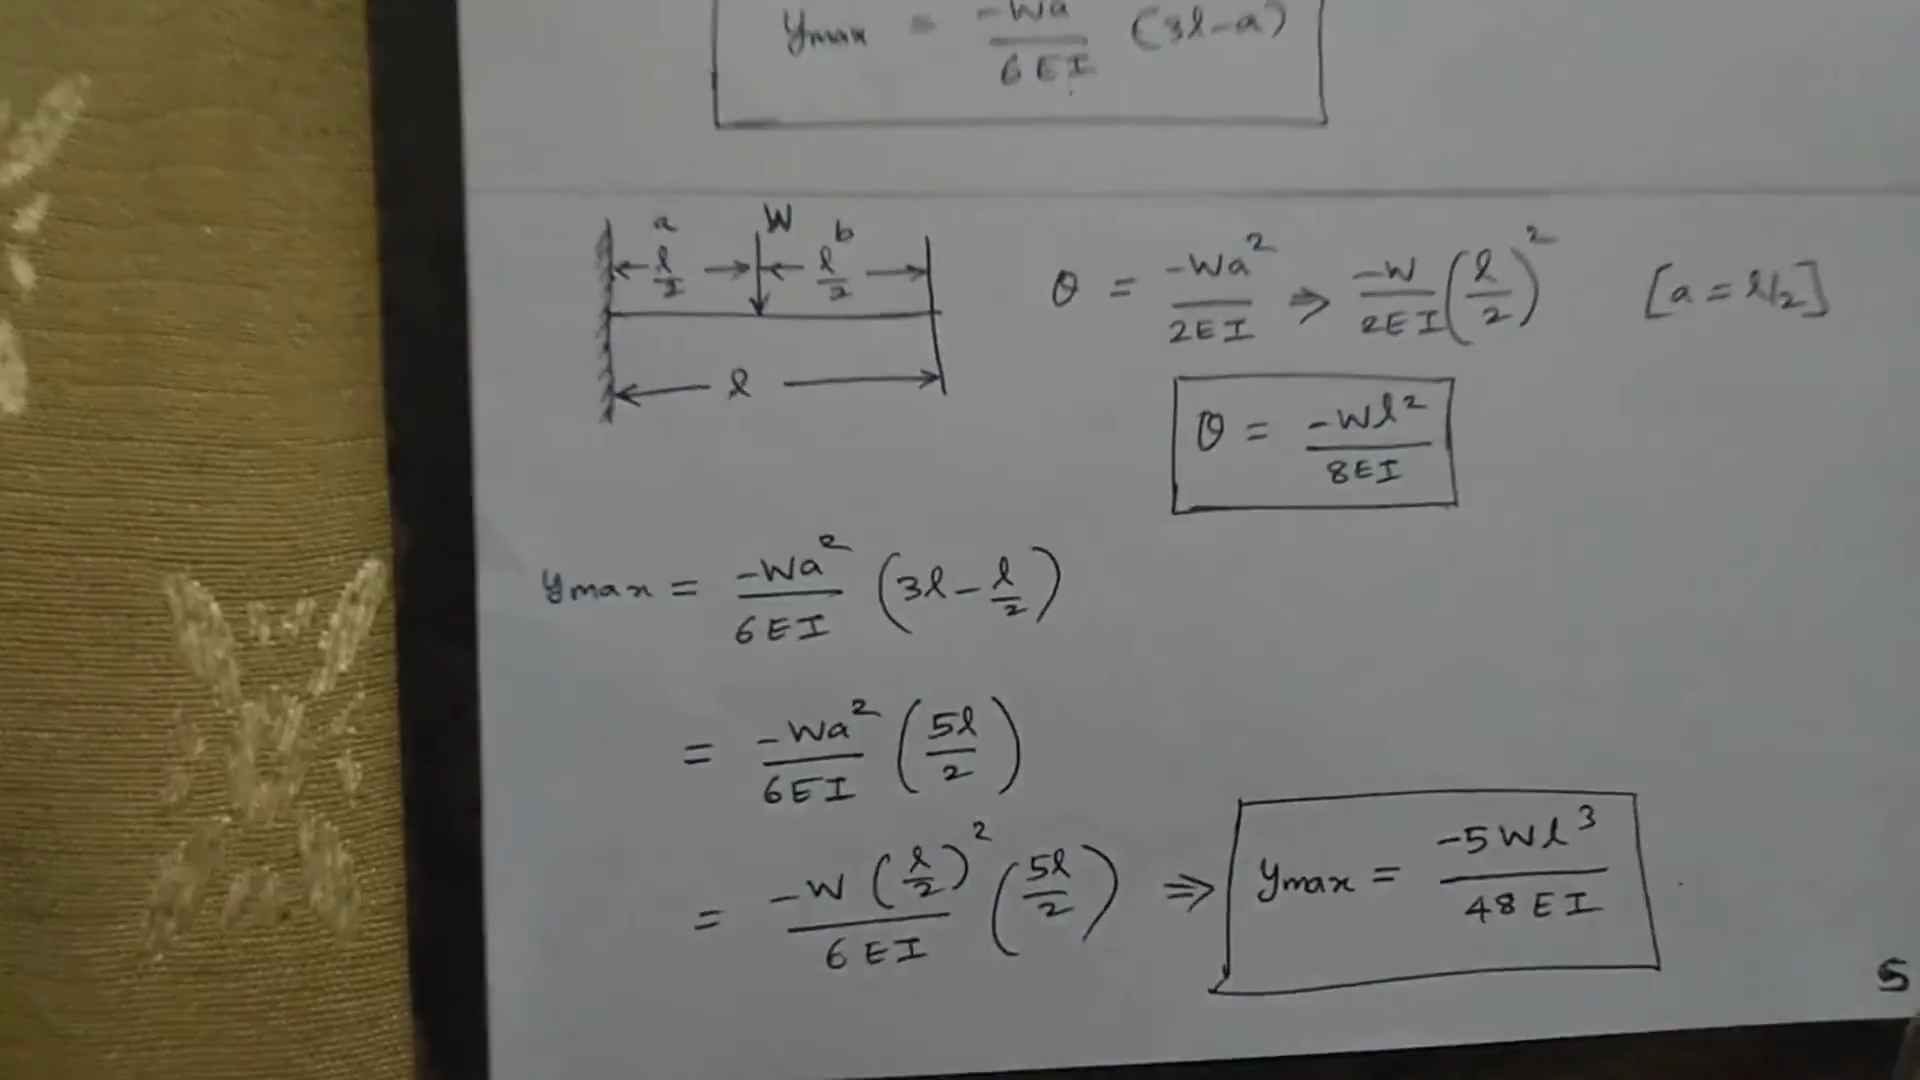 ymax = -Wa / 6EI (3l-a)
a W b
l/2 l/2
l
θ = -Wa² / 2EI ⇒ -W / 2EI (l/2)² [a = l/2]
θ = -Wl² / 8EI
ymax = -Wa² / 6EI (3l - l/2)
= -Wa² / 6EI (5l/2)
= -W(l/2)² / 6EI (5l/2) ⇒ ymax = -5Wl³ / 48EI
5